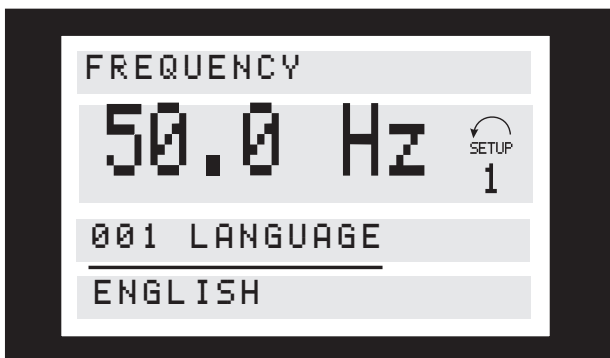 FREQUENCY
50.0 Hz
SETUP
1
001 LANGUAGE
ENGLISH